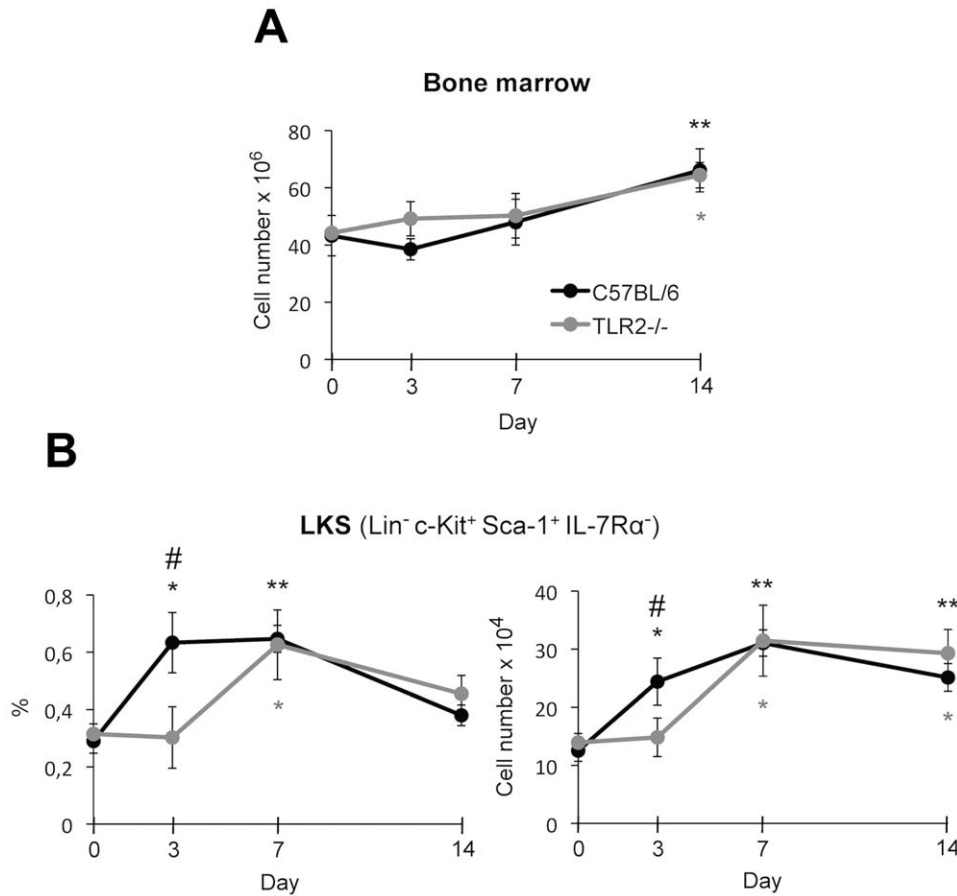 A
Bone marrow
Cell number x 10⁶
80
60
40
20
0
**
*
C57BL/6
TLR2-/-
0 3 7 14
Day
B
LKS (Lin⁻ c-Kit⁺ Sca-1⁺ IL-7Rα⁻)
%
0,8
0,6
0,4
0,2
0
#
*
**
*
0 3 7 14
Day
Cell number x 10⁴
40
30
20
10
0
#
*
**
**
*
*
0 3 7 14
Day